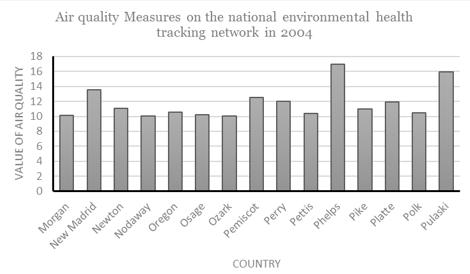 Air quality Measures on the national environmental health
tracking network in 2004
VALUE OF AIR QUALITY
18
16
14
12
10
8
6
4
2
0
Morgan
New Madrid
Newton
Nodaway
Oregon
Osage
Ozark
Pemiscot
Perry
Pettis
Phelps
Pike
Platte
Polk
Pulaski
COUNTRY